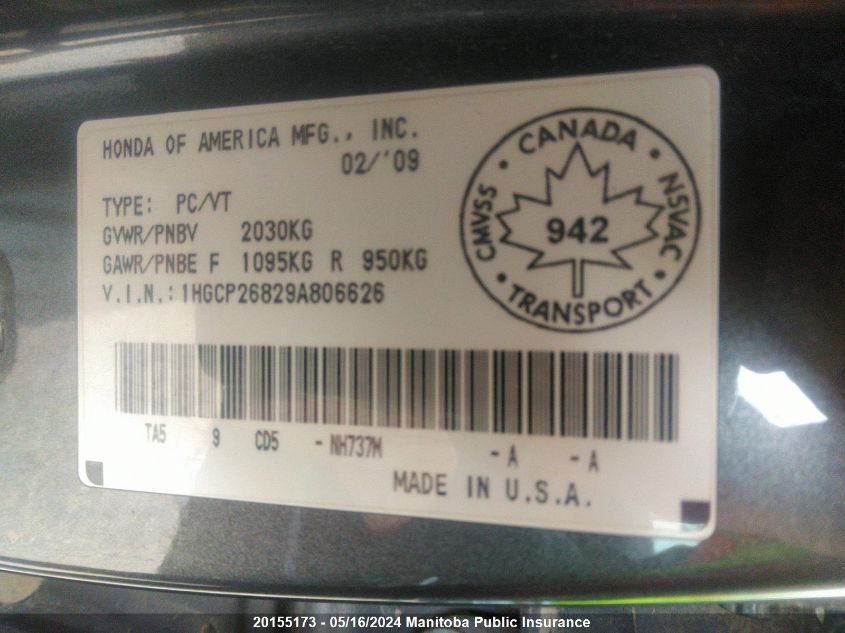 HONDA OF AMERICA MFG., INC.
02/'09
TYPE: PC/VT
GVWR/PNBV 2030KG
GAWR/PNBE F 1095KG R 950KG
V.I.N.:1HGCP26829A806626
CANADA
CMVSS
NSVAC
942
TRANSPORT
TA5 9 CD5 -NH737M -A -A
MADE IN U.S.A.
20155173 - 05/16/2024 Manitoba Public Insurance